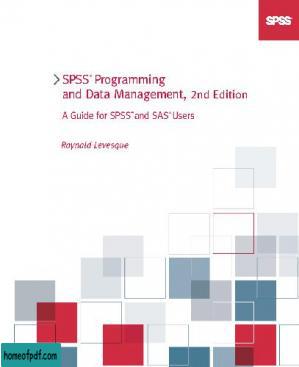 SPSS
SPSS® Programming
and Data Management, 2nd Edition
A Guide for SPSS® and SAS® Users
Raynald Levesque
homeofpdf.com